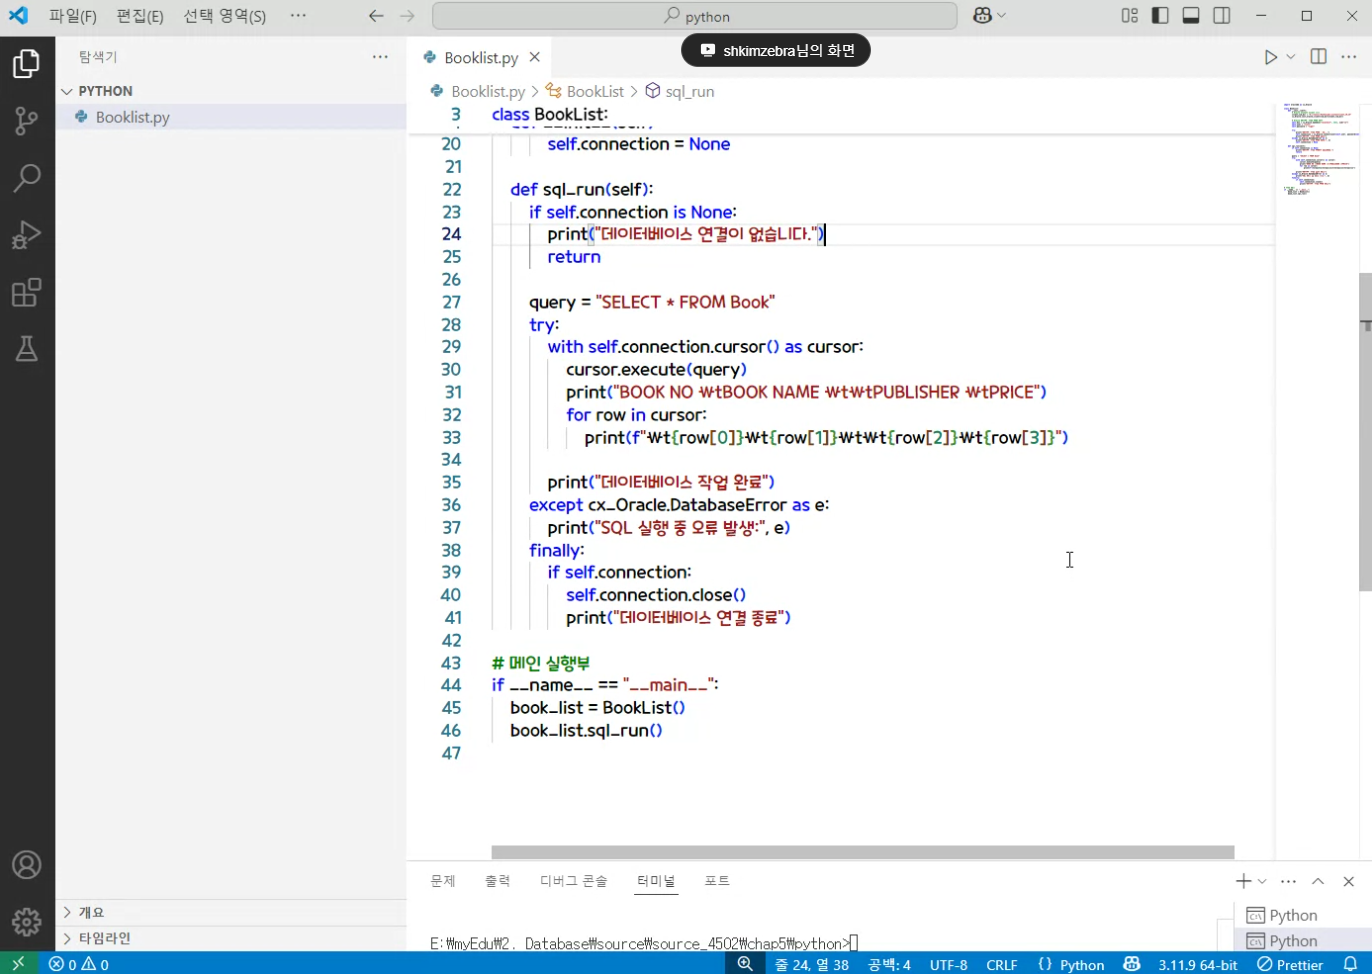 파일(F) 편집(E) 선택 영역(S) ··· python
shkimzebra님의 화면
탐색기 ···
PYTHON
Booklist.py
Booklist.py
Booklist.py > BookList > sql_run
3 class BookList:
20 self.connection = None
21
22 def sql_run(self):
23 if self.connection is None:
24 print("데이터베이스 연결이 없습니다.")
25 return
26
27 query = "SELECT * FROM Book"
28 try:
29 with self.connection.cursor() as cursor:
30 cursor.execute(query)
31 print("BOOK NO ₩tBOOK NAME ₩t₩tPUBLISHER ₩tPRICE")
32 for row in cursor:
33 print(f"₩t{row[0]}₩t{row[1]}₩t₩t{row[2]}₩t{row[3]}")
34
35 print("데이터베이스 작업 완료")
36 except cx_Oracle.DatabaseError as e:
37 print("SQL 실행 중 오류 발생:", e)
38 finally:
39 if self.connection:
40 self.connection.close()
41 print("데이터베이스 연결 종료")
42
43 # 메인 실행부
44 if __name__ == "__main__":
45 book_list = BookList()
46 book_list.sql_run()
47
문제 출력 디버그 콘솔 터미널 포트
E:₩myEdu₩2. Database₩source₩source_4502₩chap5₩python>
Python
Python
개요
타임라인
0 0 줄 24, 열 38 공백: 4 UTF-8 CRLF {} Python 3.11.9 64-bit Prettier